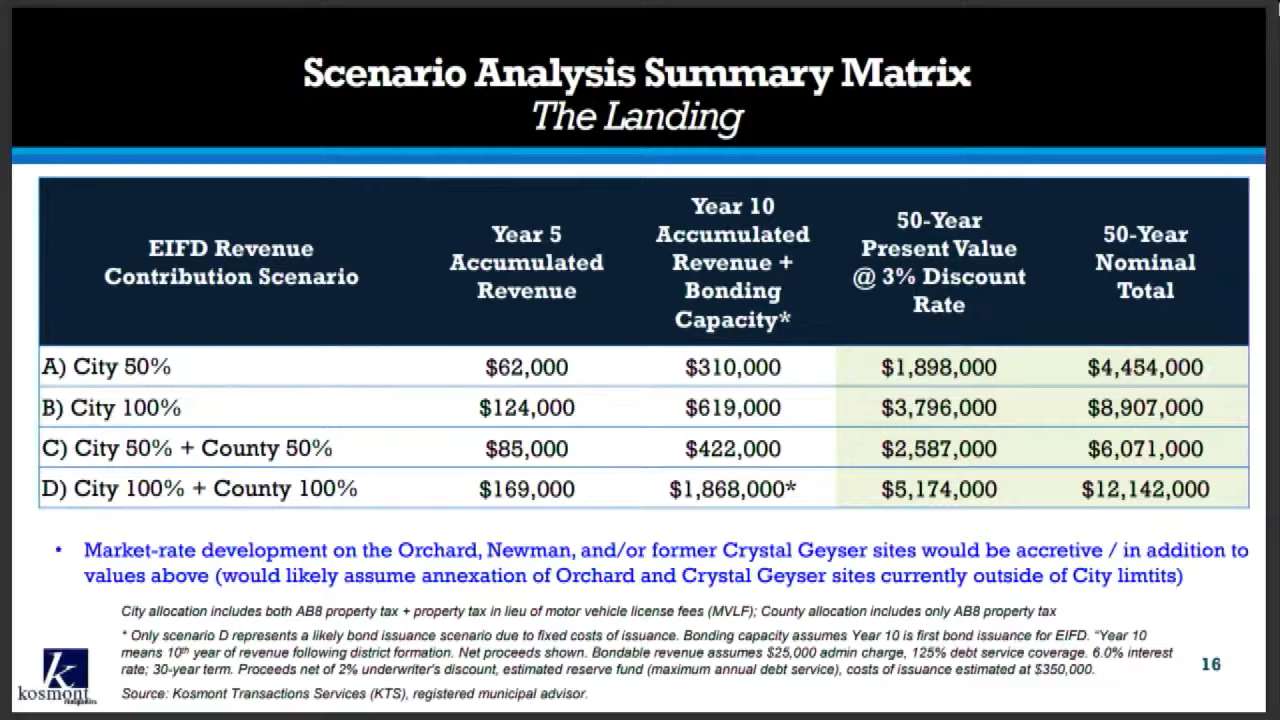 Scenario Analysis Summary Matrix
The Landing
EIFD Revenue
Contribution Scenario
Year 5
Accumulated
Revenue
Year 10
Accumulated
Revenue +
Bonding
Capacity*
50-Year
Present Value
@ 3% Discount
Rate
50-Year
Nominal
Total
A) City 50% $62,000 $310,000 $1,898,000 $4,454,000
B) City 100% $124,000 $619,000 $3,796,000 $8,907,000
C) City 50% + County 50% $85,000 $422,000 $2,587,000 $6,071,000
D) City 100% + County 100% $169,000 $1,868,000* $5,174,000 $12,142,000
• Market-rate development on the Orchard, Newman, and/or former Crystal Geyser sites would be accretive / in addition to
values above (would likely assume annexation of Orchard and Crystal Geyser sites currently outside of City limtits)
City allocation includes both AB8 property tax + property tax in lieu of motor vehicle license fees (MVLF); County allocation includes only AB8 property tax
* Only scenario D represents a likely bond issuance scenario due to fixed costs of issuance. Bonding capacity assumes Year 10 is first bond issuance for EIFD. "Year 10
means 10th year of revenue following district formation. Net proceeds shown. Bondable revenue assumes $25,000 admin charge, 125% debt service coverage. 6.0% interest
rate; 30-year term. Proceeds net of 2% underwriter's discount, estimated reserve fund (maximum annual debt service), costs of issuance estimated at $350,000.
Source: Kosmont Transactions Services (KTS), registered municipal advisor.
16
k
kosmont
companies